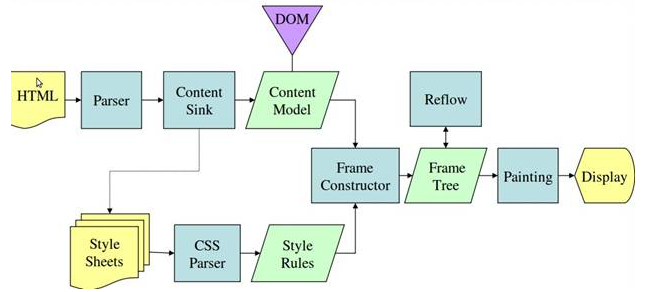 DOM
HTML
Parser
Content
Sink
Content
Model
Reflow
Frame
Constructor
Frame
Tree
Painting
Display
Style
Sheets
CSS
Parser
Style
Rules